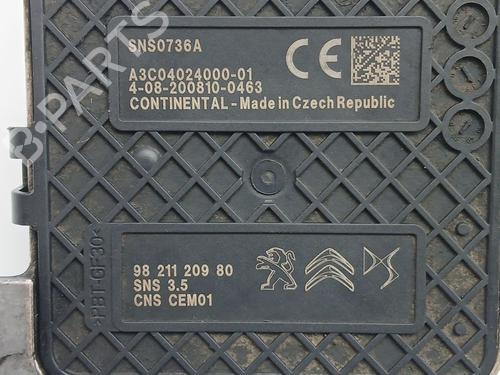 SNS0736A
CE
A3C04024000-01
4-08-200810-0463
CONTINENTAL - Made in Czech Republic
B-PARTS
>PBT-GF30<
98 211 209 80
SNS 3.5
CNS CEM01